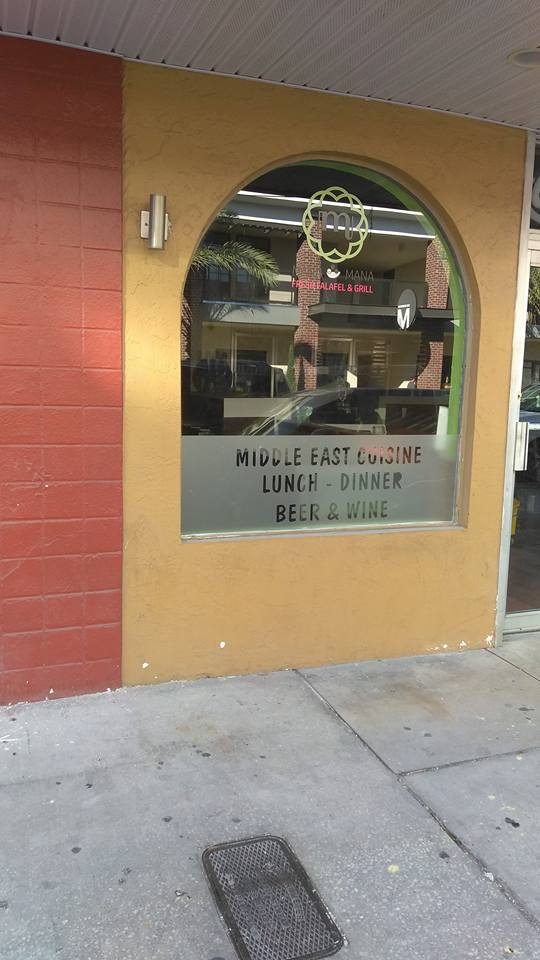 m
MANA
FRESH FALAFEL & GRILL
M
MIDDLE EAST CUISINE
LUNCH - DINNER
BEER & WINE